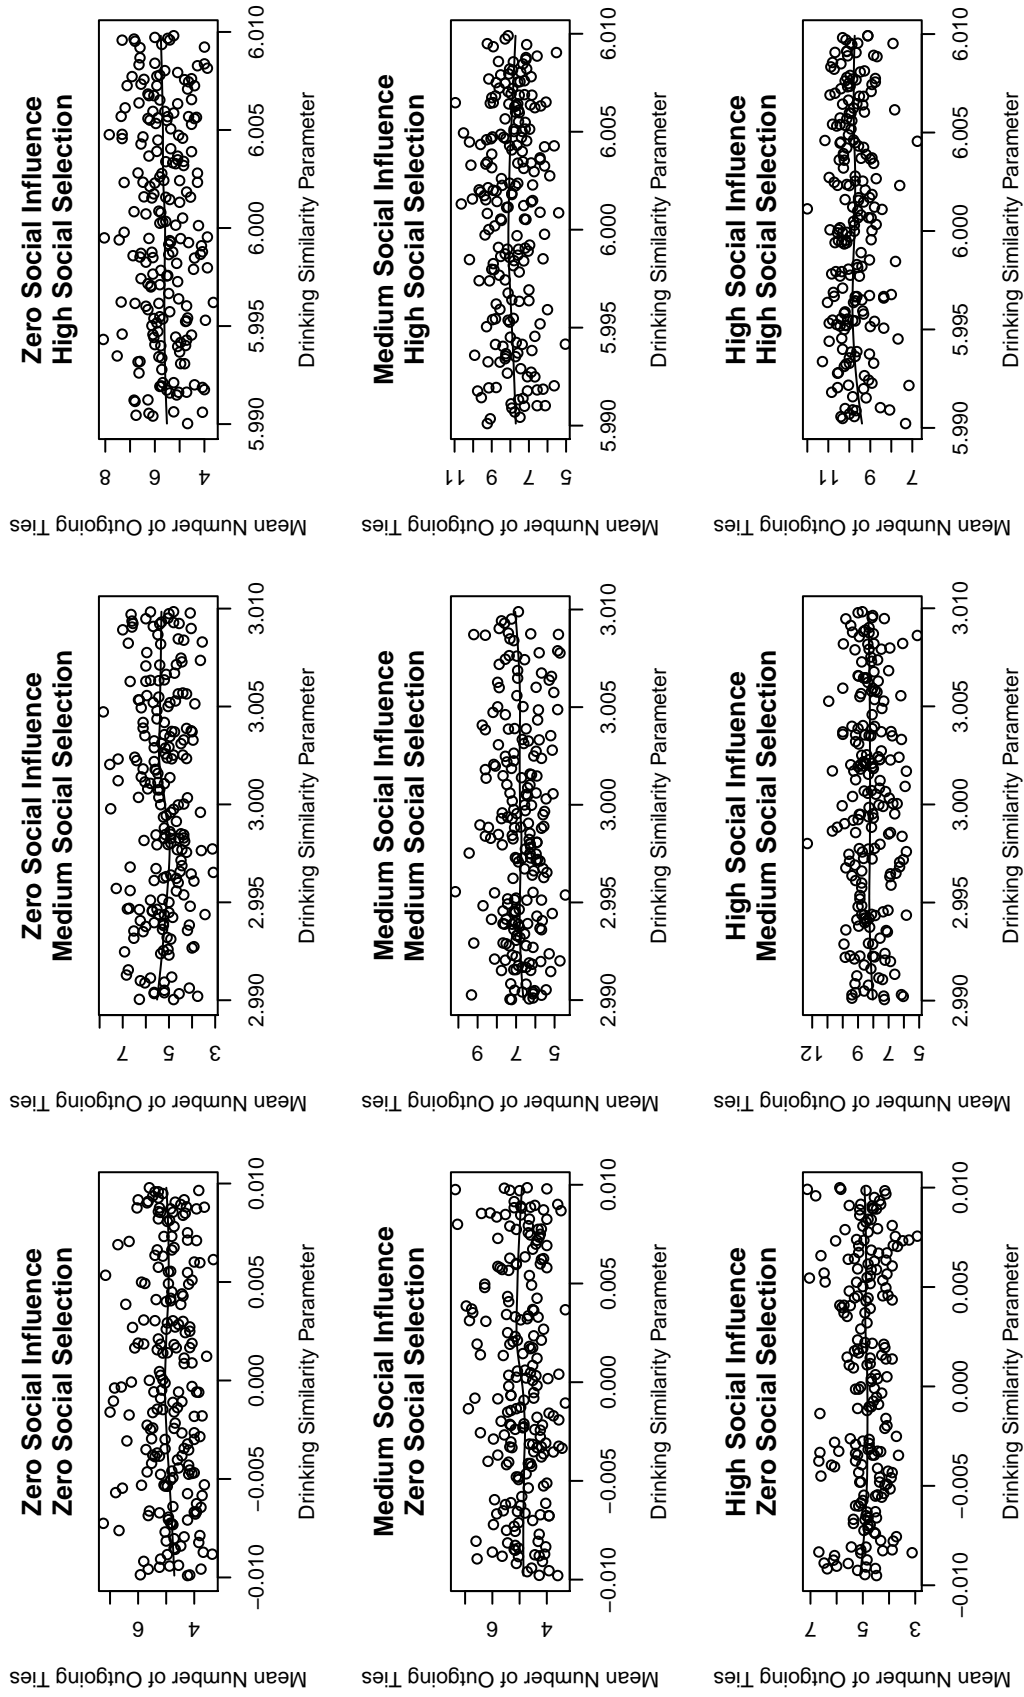 Zero Social Influence
Zero Social Selection
Mean Number of Outgoing Ties
4 6
−0.010 −0.005 0.000 0.005 0.010
Drinking Similarity Parameter
Zero Social Influence
Medium Social Selection
Mean Number of Outgoing Ties
3 5 7
2.990 2.995 3.000 3.005 3.010
Drinking Similarity Parameter
Zero Social Influence
High Social Selection
Mean Number of Outgoing Ties
4 6 8
5.990 5.995 6.000 6.005 6.010
Drinking Similarity Parameter
Medium Social Influence
Zero Social Selection
Mean Number of Outgoing Ties
4 6
−0.010 −0.005 0.000 0.005 0.010
Drinking Similarity Parameter
Medium Social Influence
Medium Social Selection
Mean Number of Outgoing Ties
5 7 9
2.990 2.995 3.000 3.005 3.010
Drinking Similarity Parameter
Medium Social Influence
High Social Selection
Mean Number of Outgoing Ties
5 7 9 11
5.990 5.995 6.000 6.005 6.010
Drinking Similarity Parameter
High Social Influence
Zero Social Selection
Mean Number of Outgoing Ties
3 5 7
−0.010 −0.005 0.000 0.005 0.010
Drinking Similarity Parameter
High Social Influence
Medium Social Selection
Mean Number of Outgoing Ties
5 7 9 12
2.990 2.995 3.000 3.005 3.010
Drinking Similarity Parameter
High Social Influence
High Social Selection
Mean Number of Outgoing Ties
7 9 11
5.990 5.995 6.000 6.005 6.010
Drinking Similarity Parameter